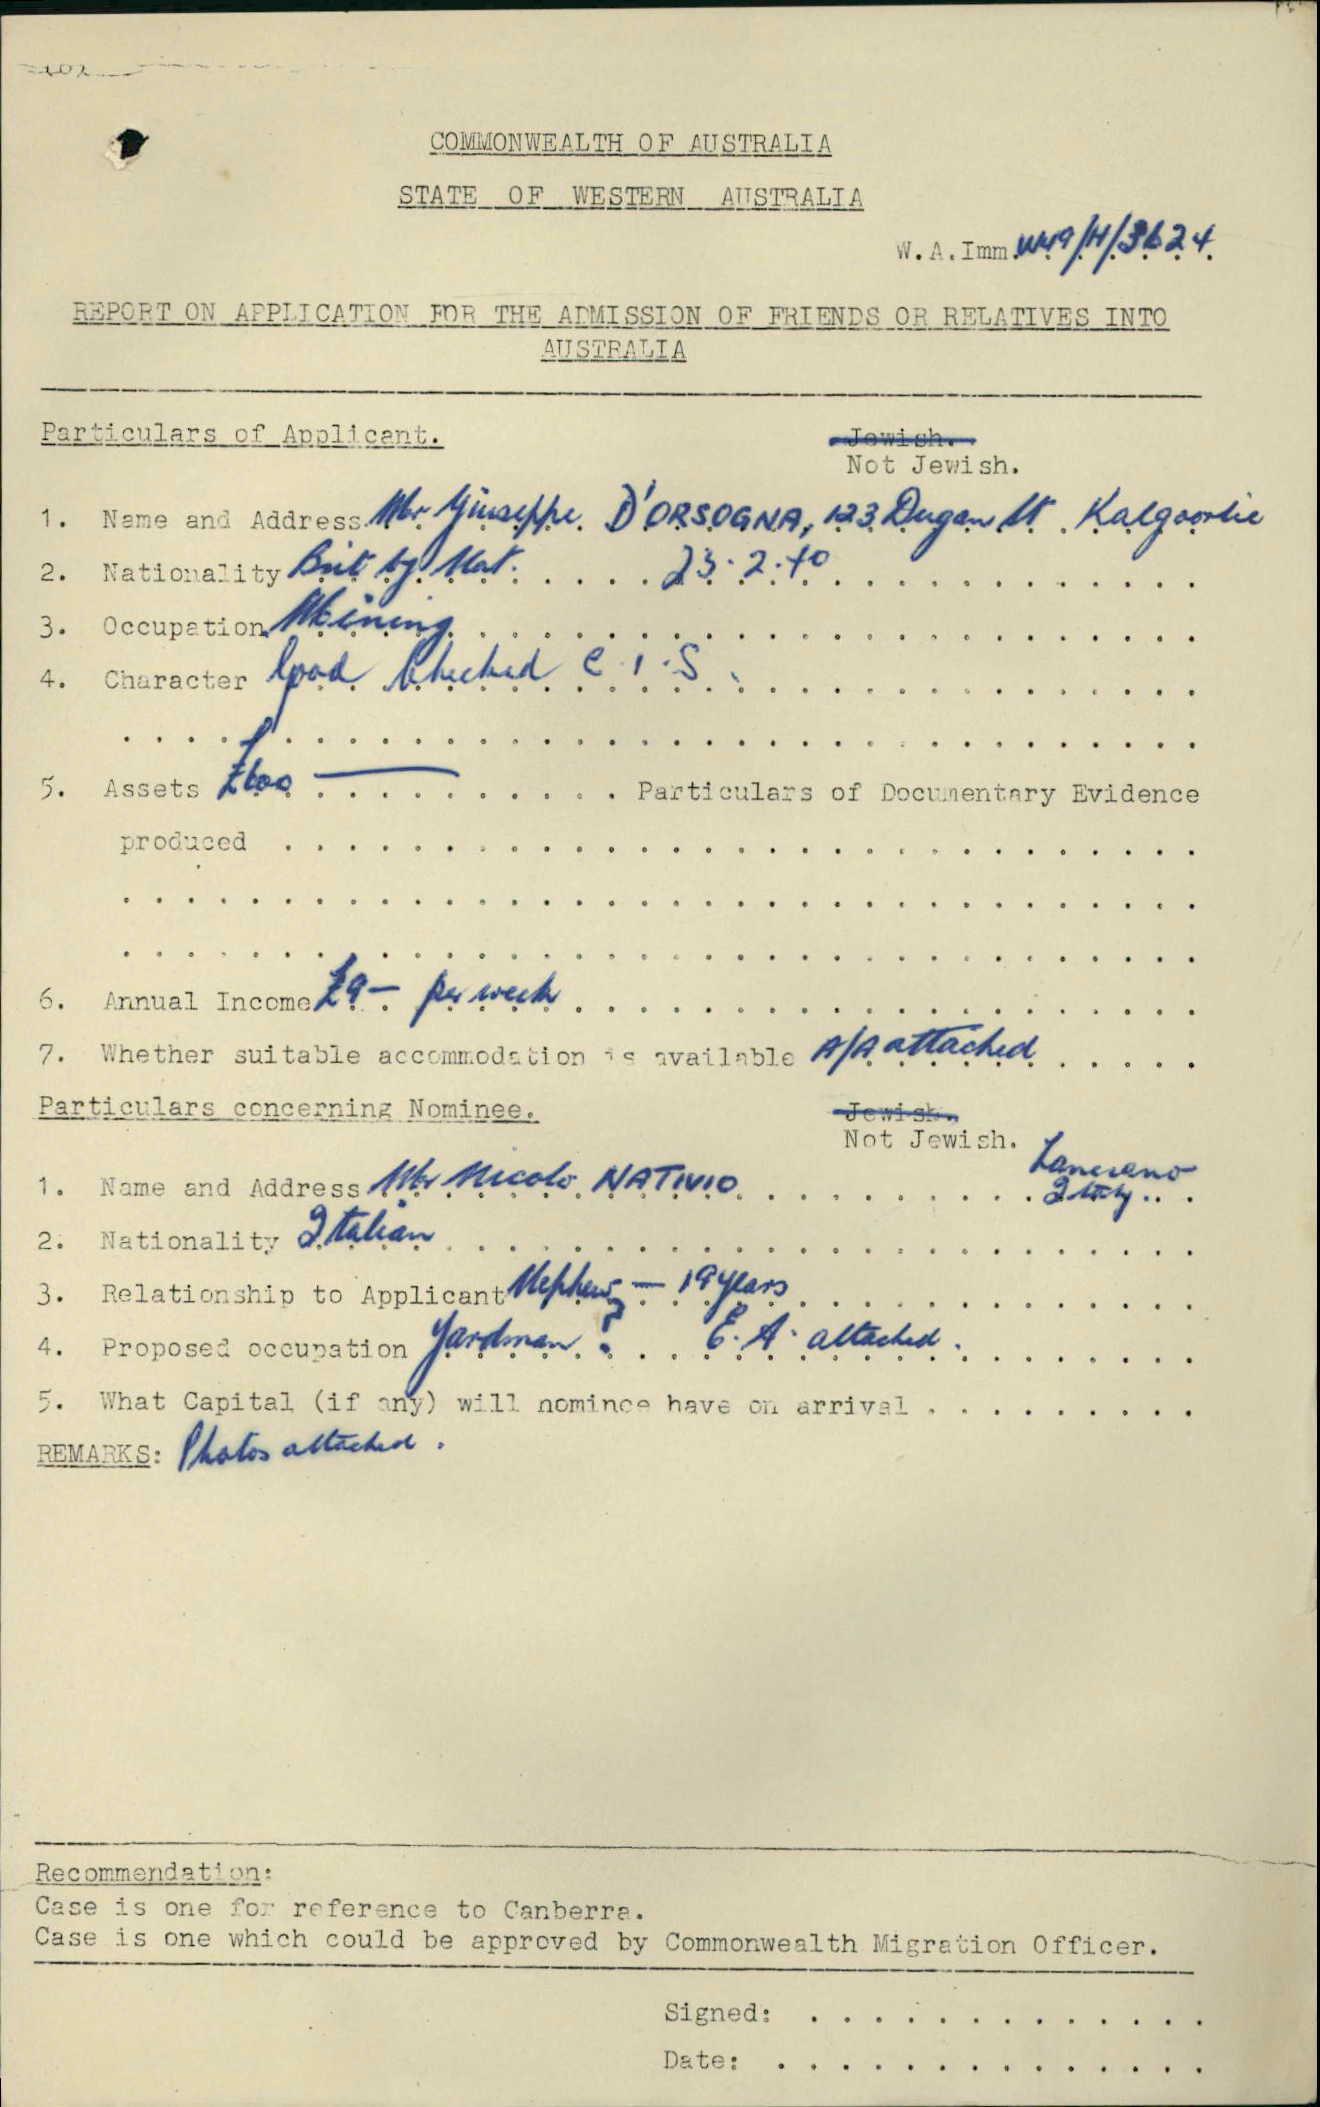 COMMONWEALTH OF AUSTRALIA
STATE OF WESTERN AUSTRALIA
W.A.Imm. W49/H/3624.
REPORT ON APPLICATION FOR THE ADMISSION OF FRIENDS OR RELATIVES INTO
AUSTRALIA
Particulars of Applicant.
Jewish.
Not Jewish.
1. Name and Address Mr Giuseppe D'ORSOGNA, 123 Dugan St Kalgoorlie
2. Nationality Brit by Nat. 23.2.40
3. Occupation Mining
4. Character Good Checked C.I.S.
5. Assets £600 — Particulars of Documentary Evidence
produced
6. Annual Income £9 - per week
7. Whether suitable accommodation is available A/A attached
Particulars concerning Nominee.
Jewish.
Not Jewish.
1. Name and Address Mr Nicolo NATIVIO Lanciano
Italy
2. Nationality Italian
3. Relationship to Applicant Nephew — 19 years
4. Proposed occupation Yardman ? E.A. attached.
5. What Capital (if any) will nominee have on arrival
REMARKS: Photos attached.
Recommendation:
Case is one for reference to Canberra.
Case is one which could be approved by Commonwealth Migration Officer.
Signed:
Date: